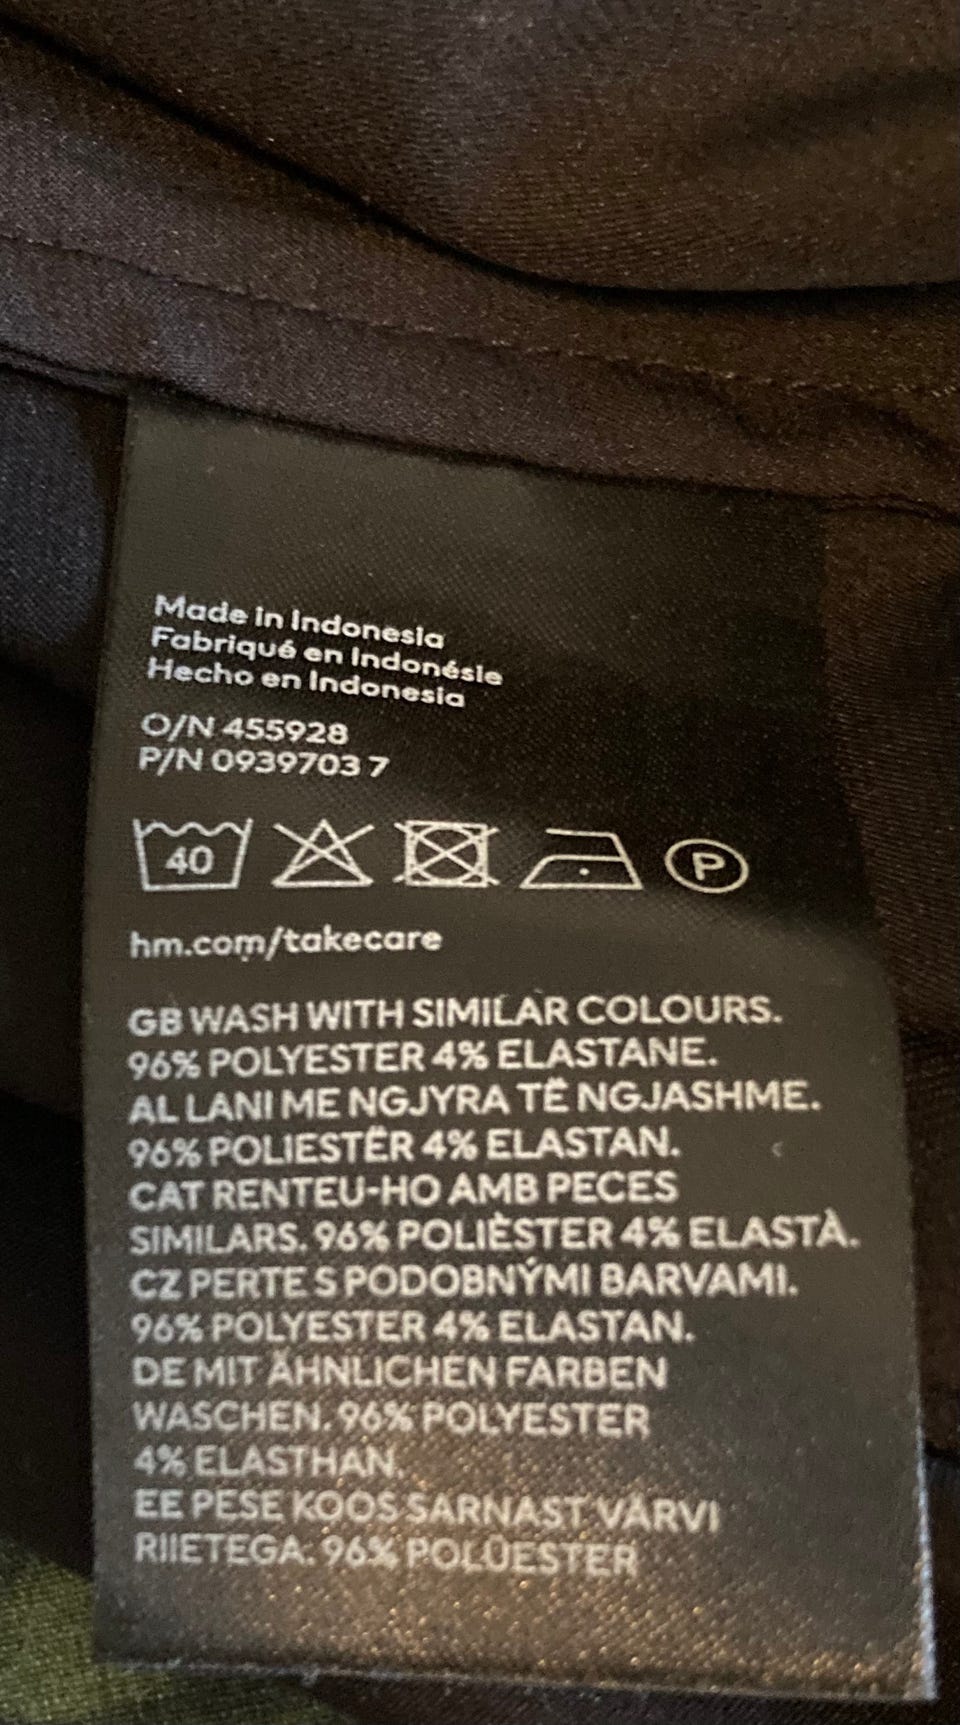 Made in Indonesia
Fabriqué en Indonésie
Hecho en Indonesia
O/N 455928
P/N 0939703 7
40
P
hm.com/takecare
GB WASH WITH SIMILAR COLOURS.
96% POLYESTER 4% ELASTANE.
AL LANI ME NGJYRA TË NGJASHME.
96% POLIESTËR 4% ELASTAN.
CAT RENTEU-HO AMB PECES
SIMILARS. 96% POLIÈSTER 4% ELASTÀ.
CZ PERTE S PODOBNÝMI BARVAMI.
96% POLYESTER 4% ELASTAN.
DE MIT ÄHNLICHEN FARBEN
WASCHEN. 96% POLYESTER
4% ELASTHAN.
EE PESE KOOS SARNAST VÄRVI
RIIETEGA. 96% POLÜESTER